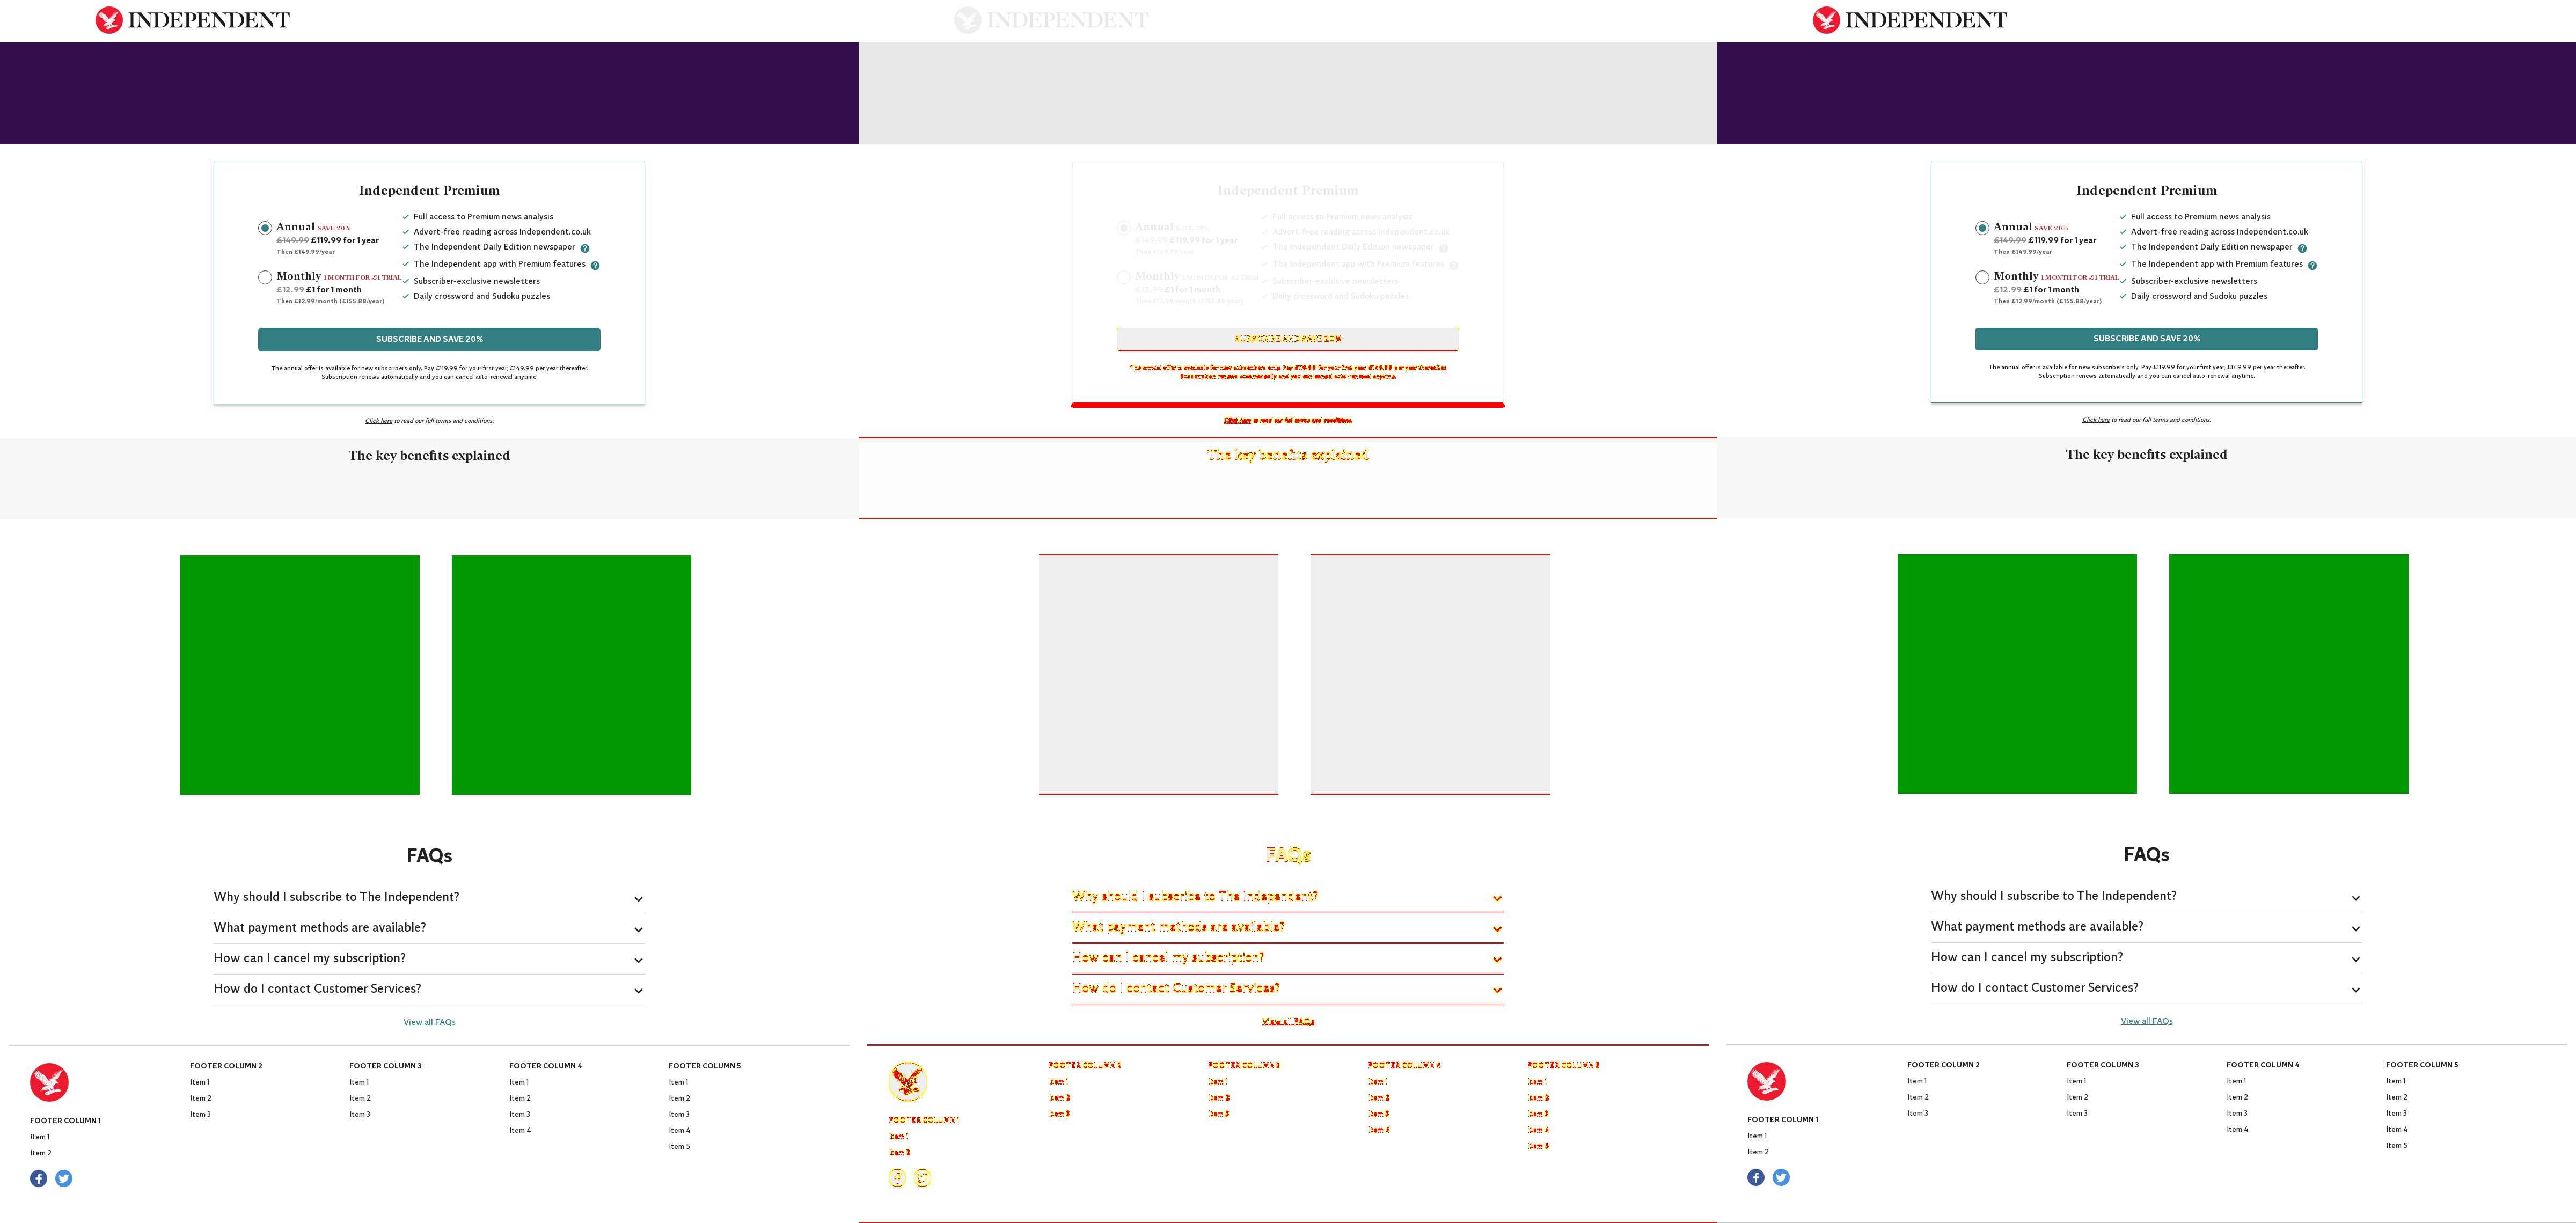 INDEPENDENT
Independent Premium
Annual SAVE 20%
£149.99 £119.99 for 1 year
Then £149.99/year
Monthly 1 MONTH FOR £1 TRIAL
£12.99 £1 for 1 month
Then £12.99/month (£155.88/year)
Full access to Premium news analysis
Advert-free reading across Independent.co.uk
The Independent Daily Edition newspaper ?
The Independent app with Premium features ?
Subscriber-exclusive newsletters
Daily crossword and Sudoku puzzles
SUBSCRIBE AND SAVE 20%
The annual offer is available for new subscribers only. Pay £119.99 for your first year, £149.99 per year thereafter.
Subscription renews automatically and you can cancel auto-renewal anytime.
Click here to read our full terms and conditions.
The key benefits explained
FAQs
Why should I subscribe to The Independent?
What payment methods are available?
How can I cancel my subscription?
How do I contact Customer Services?
View all FAQs
FOOTER COLUMN 1
Item 1
Item 2
FOOTER COLUMN 2
Item 1
Item 2
Item 3
FOOTER COLUMN 3
Item 1
Item 2
Item 3
FOOTER COLUMN 4
Item 1
Item 2
Item 3
Item 4
FOOTER COLUMN 5
Item 1
Item 2
Item 3
Item 4
Item 5
INDEPENDENT
Independent Premium
Annual SAVE 20%
£149.99 £119.99 for 1 year
Then £149.99/year
Monthly 1 MONTH FOR £1 TRIAL
£12.99 £1 for 1 month
Then £12.99/month (£155.88/year)
Full access to Premium news analysis
Advert-free reading across Independent.co.uk
The Independent Daily Edition newspaper ?
The Independent app with Premium features ?
Subscriber-exclusive newsletters
Daily crossword and Sudoku puzzles
SUBSCRIBE AND SAVE 20%
The annual offer is available for new subscribers only. Pay £119.99 for your first year, £149.99 per year thereafter.
Subscription renews automatically and you can cancel auto-renewal anytime.
Click here to read our full terms and conditions.
The key benefits explained
FAQs
Why should I subscribe to The Independent?
What payment methods are available?
How can I cancel my subscription?
How do I contact Customer Services?
View all FAQs
FOOTER COLUMN 1
Item 1
Item 2
FOOTER COLUMN 2
Item 1
Item 2
Item 3
FOOTER COLUMN 3
Item 1
Item 2
Item 3
FOOTER COLUMN 4
Item 1
Item 2
Item 3
Item 4
FOOTER COLUMN 5
Item 1
Item 2
Item 3
Item 4
Item 5
INDEPENDENT
Independent Premium
Annual SAVE 20%
£149.99 £119.99 for 1 year
Then £149.99/year
Monthly 1 MONTH FOR £1 TRIAL
£12.99 £1 for 1 month
Then £12.99/month (£155.88/year)
Full access to Premium news analysis
Advert-free reading across Independent.co.uk
The Independent Daily Edition newspaper ?
The Independent app with Premium features ?
Subscriber-exclusive newsletters
Daily crossword and Sudoku puzzles
SUBSCRIBE AND SAVE 20%
The annual offer is available for new subscribers only. Pay £119.99 for your first year, £149.99 per year thereafter.
Subscription renews automatically and you can cancel auto-renewal anytime.
Click here to read our full terms and conditions.
The key benefits explained
FAQs
Why should I subscribe to The Independent?
What payment methods are available?
How can I cancel my subscription?
How do I contact Customer Services?
View all FAQs
FOOTER COLUMN 1
Item 1
Item 2
FOOTER COLUMN 2
Item 1
Item 2
Item 3
FOOTER COLUMN 3
Item 1
Item 2
Item 3
FOOTER COLUMN 4
Item 1
Item 2
Item 3
Item 4
FOOTER COLUMN 5
Item 1
Item 2
Item 3
Item 4
Item 5